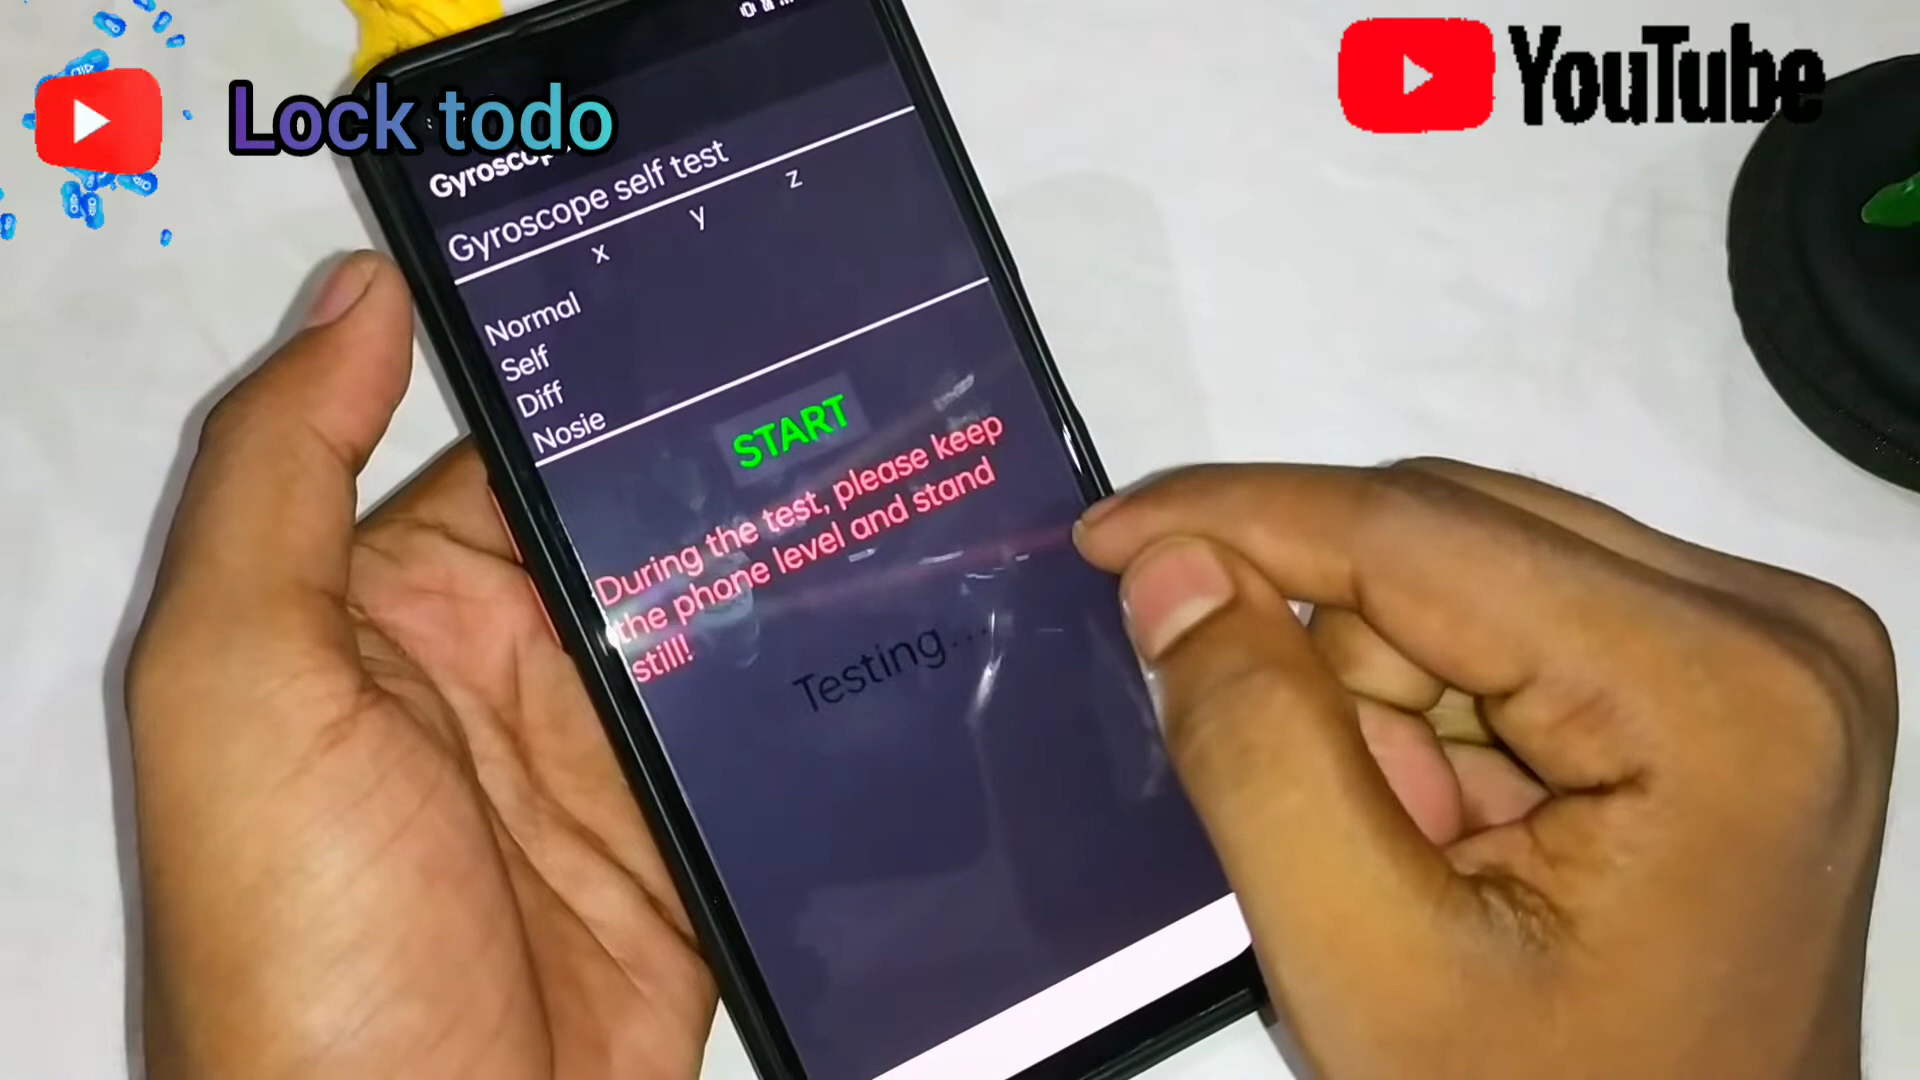 Lock todo
YouTube
Gyroscope
Gyroscope self test
x y z
Normal
Self
Diff
Nosie
START
During the test, please keep
the phone level and stand
still!
Testing...